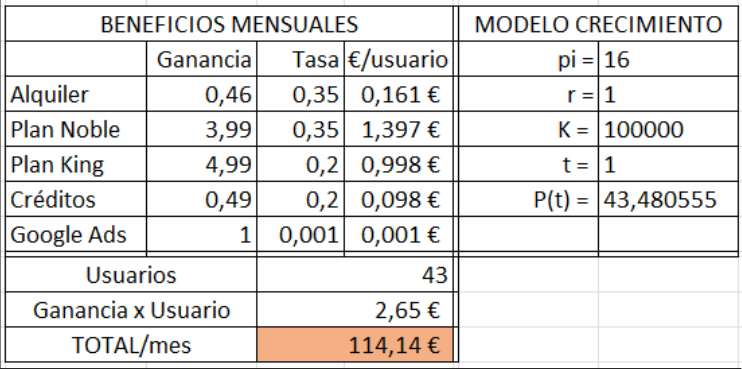 BENEFICIOS MENSUALES MODELO CRECIMIENTO
Ganancia Tasa €/usuario pi = 16
Alquiler 0,46 0,35 0,161 € r = 1
Plan Noble 3,99 0,35 1,397 € K = 100000
Plan King 4,99 0,2 0,998 € t = 1
Créditos 0,49 0,2 0,098 € P(t) = 43,480555
Google Ads 1 0,001 0,001 €
Usuarios 43
Ganancia x Usuario 2,65 €
TOTAL/mes 114,14 €